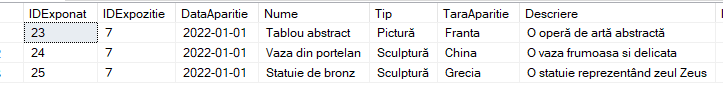 IDExponat IDExpozitie DataAparitie Nume Tip TaraAparitie Descriere
23 7 2022-01-01 Tablou abstract Pictură Franta O operă de artă abstractă
24 7 2022-01-01 Vaza din portelan Sculptură China O vaza frumoasa si delicata
25 7 2022-01-01 Statuie de bronz Sculptură Grecia O statuie reprezentând zeul Zeus